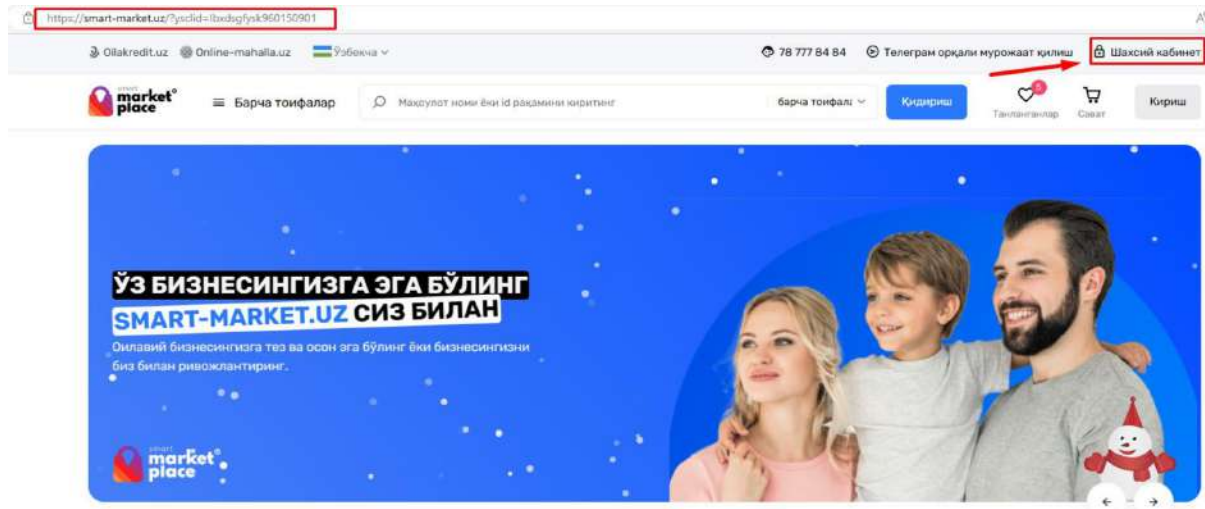 https://smart-market.uz/?ysclid=lbxdsgfysk960150901
Oilakredit.uz Online-mahalla.uz Ўзбекча 78 777 84 84 Телеграм орқали мурожаат қилиш Шахсий кабинет
smart
market
place
Барча тоифалар Махсулот номи ёки id рақамини киритинг барча тоифала Қидириш 5 Танланганлар Сават Кириш
ЎЗ БИЗНЕСИНГИЗГА ЭГА БЎЛИНГ
SMART-MARKET.UZ СИЗ БИЛАН
Оилавий бизнесингизга тез ва осон эга бўлинг ёки бизнесингизни
биз билан ривожлантиринг.
smart
market
place